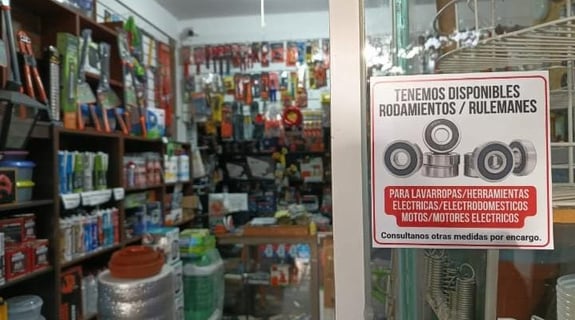 TENEMOS DISPONIBLES
RODAMIENTOS / RULEMANES
PARA LAVARROPAS/HERRAMIENTAS
ELECTRICAS/ELECTRODOMESTICOS
MOTOS/MOTORES ELECTRICOS
Consultanos otras medidas por encargo.